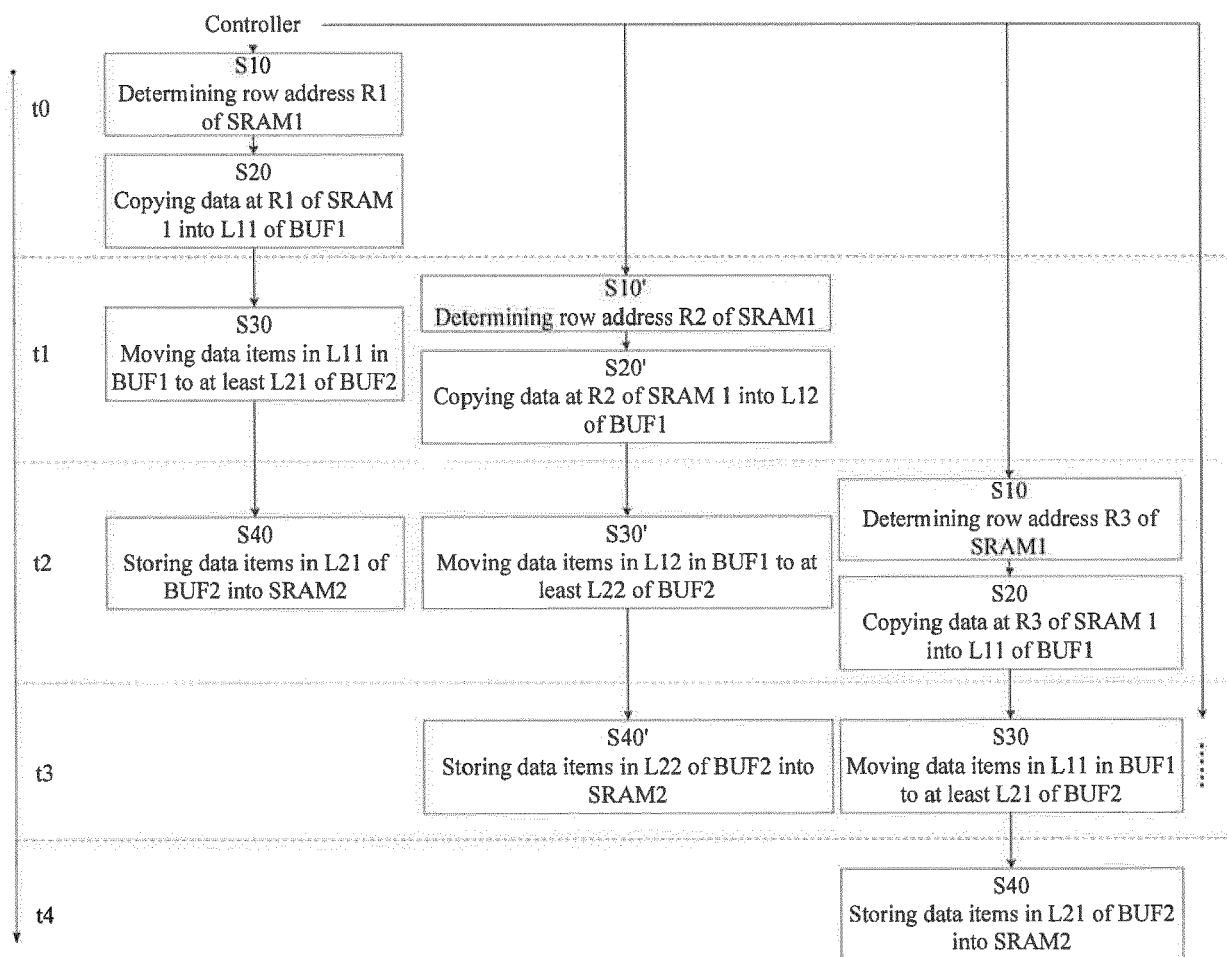 Controller
t0
S10
Determining row address R1
of SRAM1
S20
Copying data at R1 of SRAM
1 into L11 of BUF1
t1
S30
Moving data items in L11 in
BUF1 to at least L21 of BUF2
S10'
Determining row address R2 of SRAM1
S20'
Copying data at R2 of SRAM 1 into L12
of BUF1
t2
S40
Storing data items in L21 of
BUF2 into SRAM2
S30'
Moving data items in L12 in BUF1 to at
least L22 of BUF2
S10
Determining row address R3 of
SRAM1
S20
Copying data at R3 of SRAM 1
into L11 of BUF1
t3
S40'
Storing data items in L22 of BUF2 into
SRAM2
S30
Moving data items in L11 in BUF1
to at least L21 of BUF2
t4
S40
Storing data items in L21 of BUF2
into SRAM2